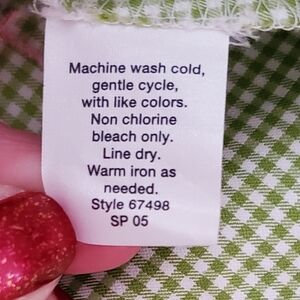 Machine wash cold,
gentle cycle,
with like colors.
Non chlorine
bleach only.
Line dry.
Warm iron as
needed.
Style 67498
SP 05